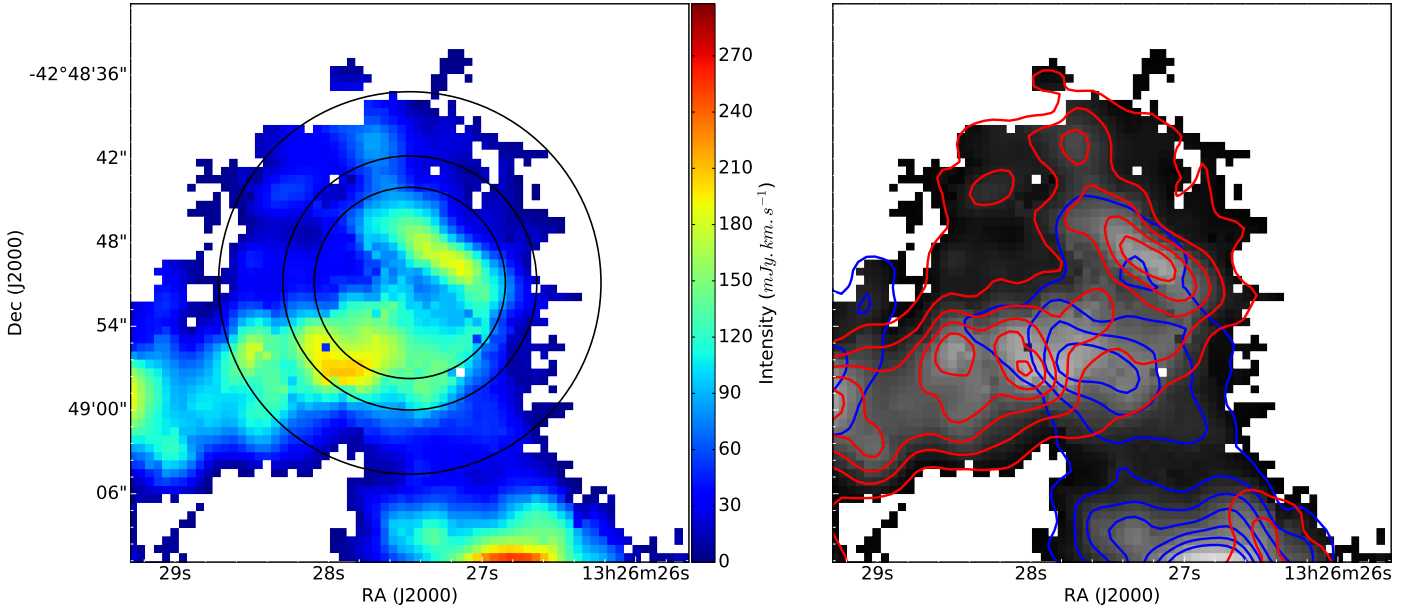 -42°48'36"
42"
48"
54"
49'00"
06"
Dec (J2000)
29s
28s
27s
13h26m26s
RA (J2000)
270
240
210
180
150
120
90
60
30
0
Intensity (mJy.km.s⁻¹)
29s
28s
27s
13h26m26s
RA (J2000)